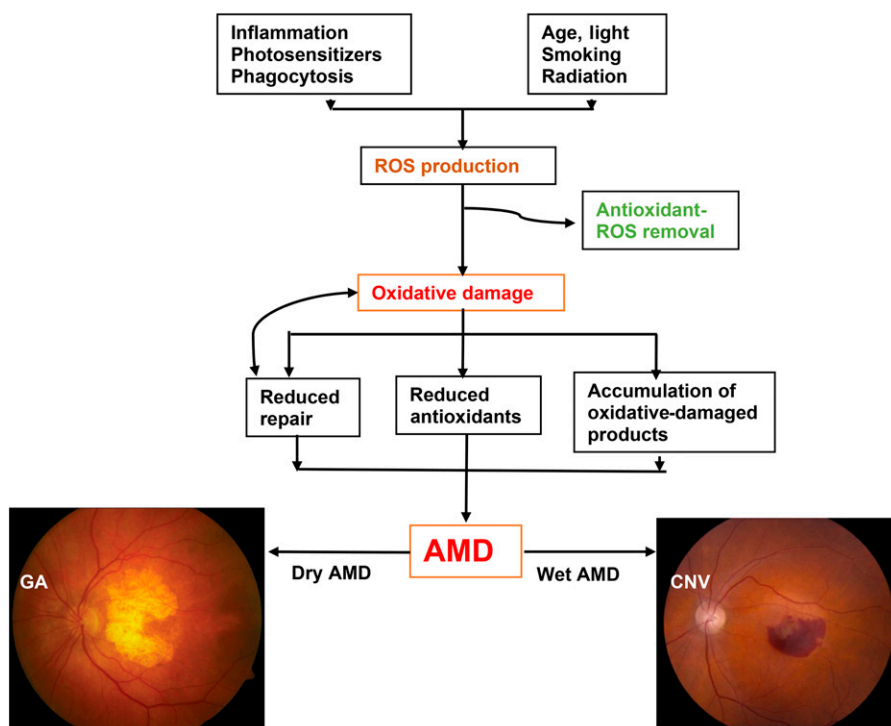 Inflammation
Photosensitizers
Phagocytosis
Age, light
Smoking
Radiation
ROS production
Antioxidant-
ROS removal
Oxidative damage
Reduced
repair
Reduced
antioxidants
Accumulation of
oxidative-damaged
products
AMD
Dry AMD
Wet AMD
GA
CNV